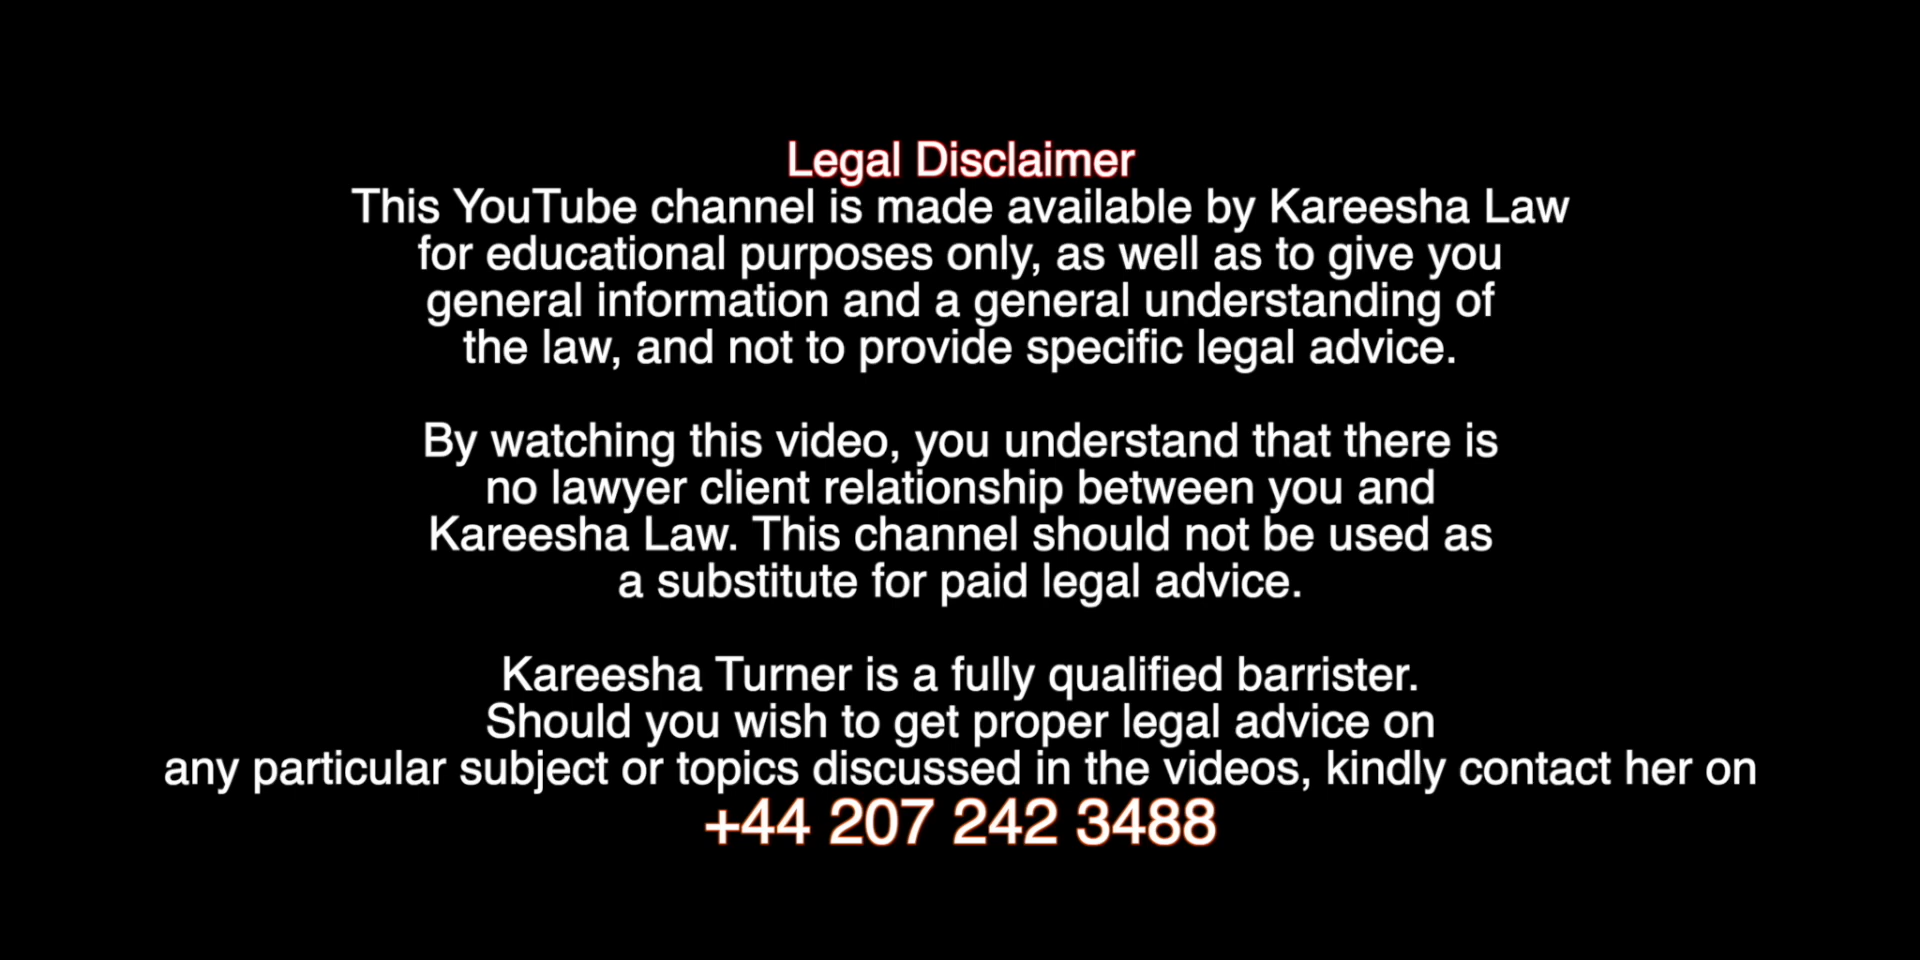 Legal Disclaimer
This YouTube channel is made available by Kareesha Law
for educational purposes only, as well as to give you
general information and a general understanding of
the law, and not to provide specific legal advice.
By watching this video, you understand that there is
no lawyer client relationship between you and
Kareesha Law. This channel should not be used as
a substitute for paid legal advice.
Kareesha Turner is a fully qualified barrister.
Should you wish to get proper legal advice on
any particular subject or topics discussed in the videos, kindly contact her on
+44 207 242 3488